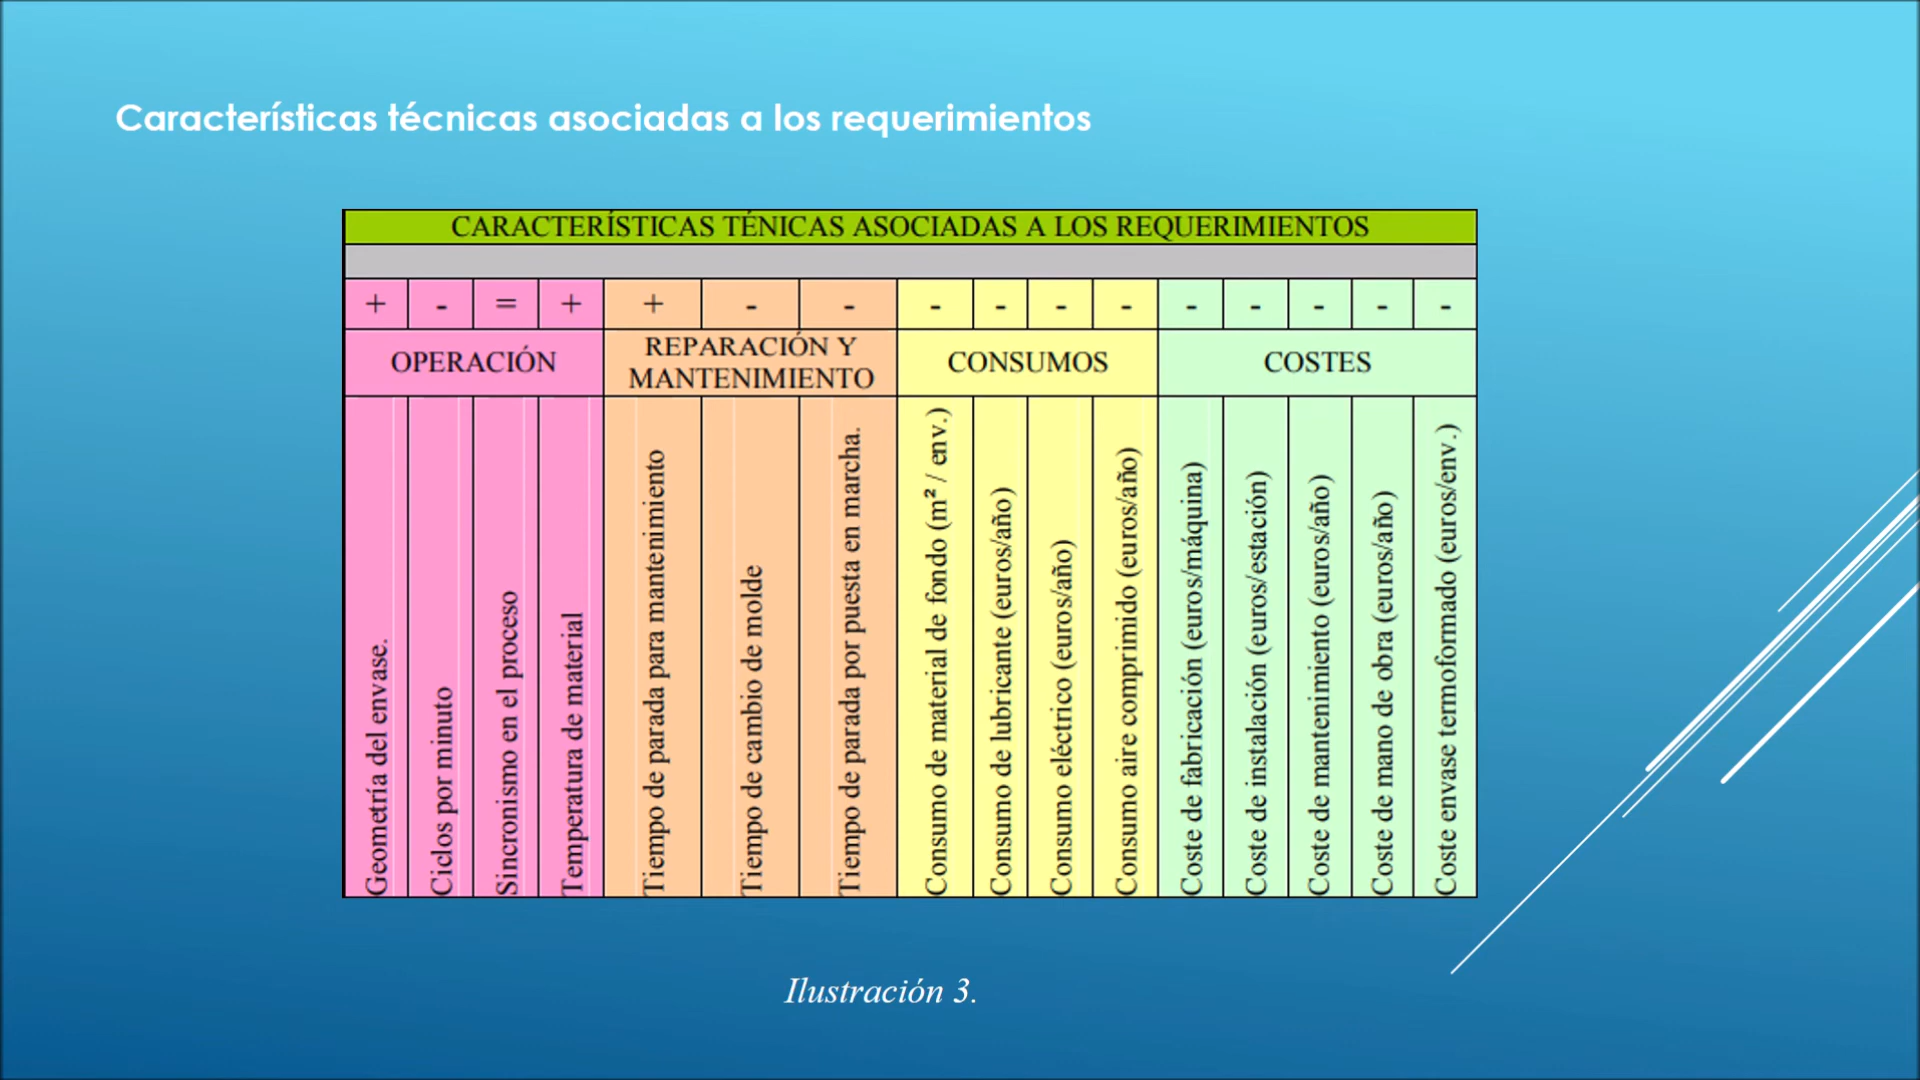 Características técnicas asociadas a los requerimientos
CARACTERÍSTICAS TÉNICAS ASOCIADAS A LOS REQUERIMIENTOS
+ - = + + - - - - - - - - - - -
OPERACIÓN
REPARACIÓN Y
MANTENIMIENTO
CONSUMOS
COSTES
Geometría del envase.
Ciclos por minuto
Sincronismo en el proceso
Temperatura de material
Tiempo de parada para mantenimiento
Tiempo de cambio de molde
Tiempo de parada por puesta en marcha.
Consumo de material de fondo (m² / env.)
Consumo de lubricante (euros/año)
Consumo eléctrico (euros/año)
Consumo aire comprimido (euros/año)
Coste de fabricación (euros/máquina)
Coste de instalación (euros/estación)
Coste de mantenimiento (euros/año)
Coste de mano de obra (euros/año)
Coste envase termoformado (euros/env.)
Ilustración 3.